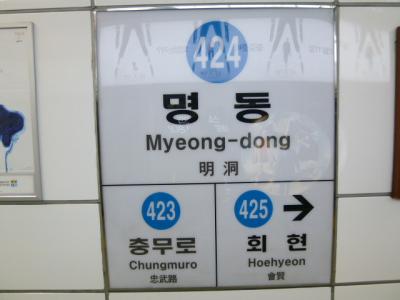 424
명 동
Myeong-dong
明 洞
423
충무로
Chungmuro
忠武路
425 →
회 현
Hoehyeon
會賢